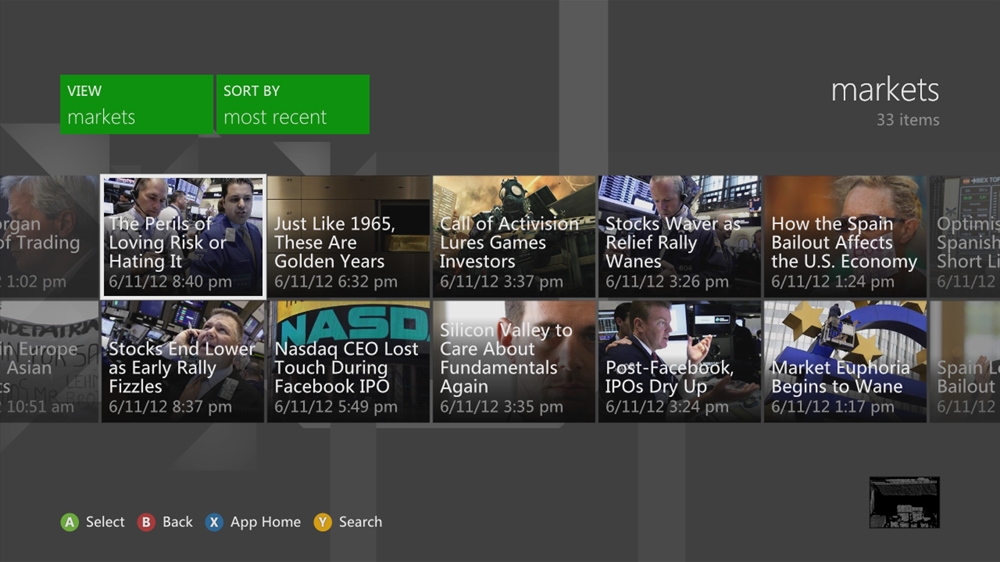 VIEW
markets
SORT BY
most recent
markets
33 items
organ
of Trading
1:02 pm
The Perils of
Loving Risk or
Hating It
6/11/12 8:40 pm
Just Like 1965,
These Are
Golden Years
6/11/12 6:32 pm
Call of Activision
Lures Games
Investors
6/11/12 3:37 pm
Stocks Waver as
Relief Rally
Wanes
6/11/12 3:26 pm
How the Spain
Bailout Affects
the U.S. Economy
6/11/12 1:24 pm
Optimis
Spanish
Short Li
6/11/12
in Europe
Asian
ts
2 10:51 am
Stocks End Lower
as Early Rally
Fizzles
6/11/12 8:37 pm
NASD
Nasdaq CEO Lost
Touch During
Facebook IPO
6/11/12 5:49 pm
Silicon Valley to
Care About
Fundamentals
Again
6/11/12 3:35 pm
Post-Facebook,
IPOs Dry Up
6/11/12 3:24 pm
Market Euphoria
Begins to Wane
6/11/12 1:17 pm
Spain L
Bailout
6/11/12
A Select B Back X App Home Y Search